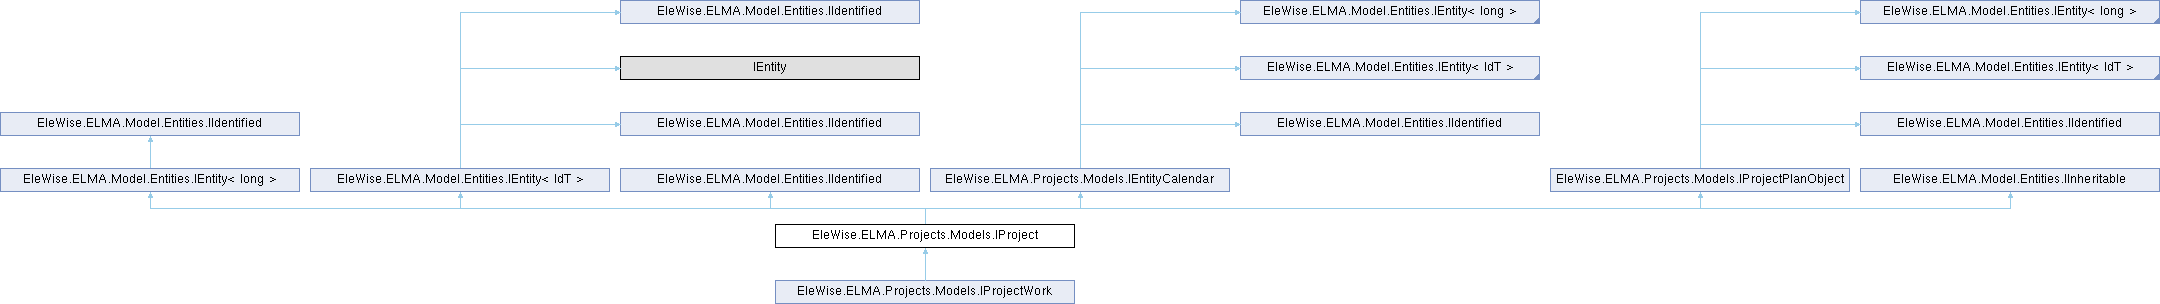 EleWise.ELMA.Model.Entities.IIdentified
EleWise.ELMA.Model.Entities.IEntity< long >
EleWise.ELMA.Model.Entities.IEntity< long >
IEntity
EleWise.ELMA.Model.Entities.IEntity< IdT >
EleWise.ELMA.Model.Entities.IEntity< IdT >
EleWise.ELMA.Model.Entities.IIdentified
EleWise.ELMA.Model.Entities.IIdentified
EleWise.ELMA.Model.Entities.IIdentified
EleWise.ELMA.Model.Entities.IIdentified
EleWise.ELMA.Model.Entities.IEntity< long >
EleWise.ELMA.Model.Entities.IEntity< IdT >
EleWise.ELMA.Model.Entities.IIdentified
EleWise.ELMA.Projects.Models.IEntityCalendar
EleWise.ELMA.Projects.Models.IProjectPlanObject
EleWise.ELMA.Model.Entities.IInheritable
EleWise.ELMA.Projects.Models.IProject
EleWise.ELMA.Projects.Models.IProjectWork